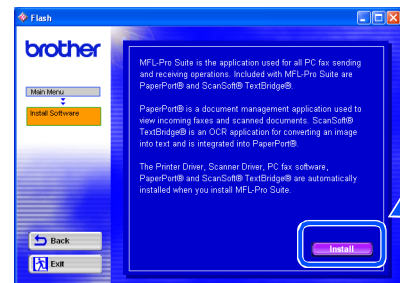 Flash
brother
Main Menu
Install Software
MFL-Pro Suite is the application used for all PC fax sending
and receiving operations. Included with MFL-Pro Suite are
PaperPort® and ScanSoft® TextBridge®.
PaperPort® is a document management application used to
view incoming faxes and scanned documents. ScanSoft®
TextBridge® is an OCR application for converting an image
into text and is integrated into PaperPort®.
The Printer Driver, Scanner Driver, PC fax software,
PaperPort® and ScanSoft® TextBridge® are automatically
installed when you install MFL-Pro Suite.
Back
Exit
Install